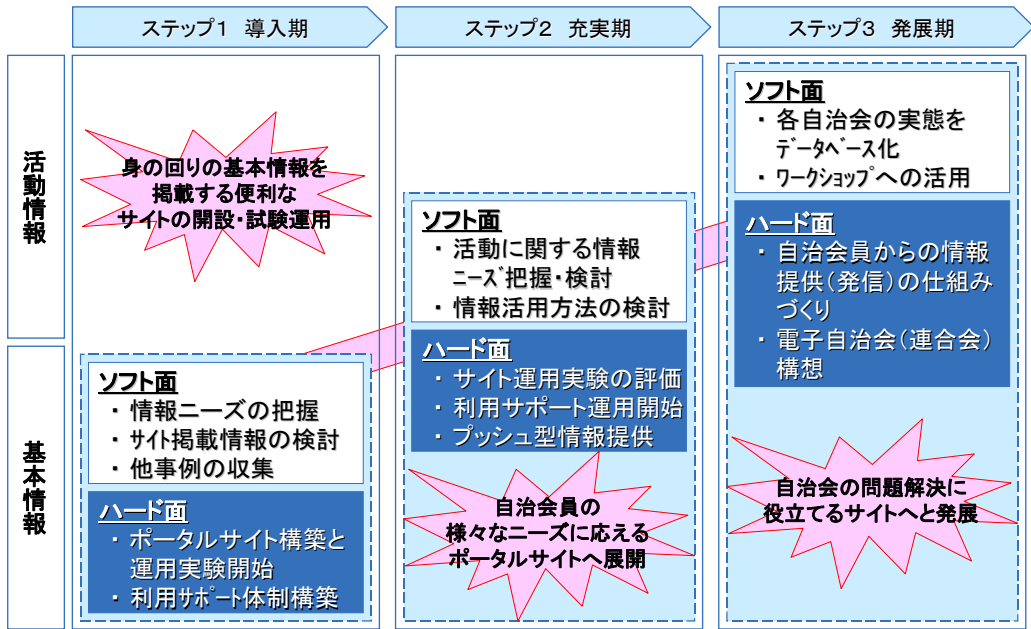 ステップ1 導入期
ステップ2 充実期
ステップ3 発展期
活動情報
基本情報
身の回りの基本情報を
掲載する便利な
サイトの開設・試験運用
ソフト面
・ 情報ニーズの把握
・ サイト掲載情報の検討
・ 他事例の収集
ハード面
・ ポータルサイト構築と
運用実験開始
・ 利用サポート体制構築
ソフト面
・ 活動に関する情報
ニーズ把握・検討
・ 情報活用方法の検討
ハード面
・ サイト運用実験の評価
・ 利用サポート運用開始
・ プッシュ型情報提供
自治会員の
様々なニーズに応える
ポータルサイトへ展開
ソフト面
・ 各自治会の実態を
データベース化
・ ワークショップへの活用
ハード面
・ 自治会員からの情報
提供(発信)の仕組み
づくり
・ 電子自治会(連合会)
構想
自治会の問題解決に
役立てるサイトへと発展